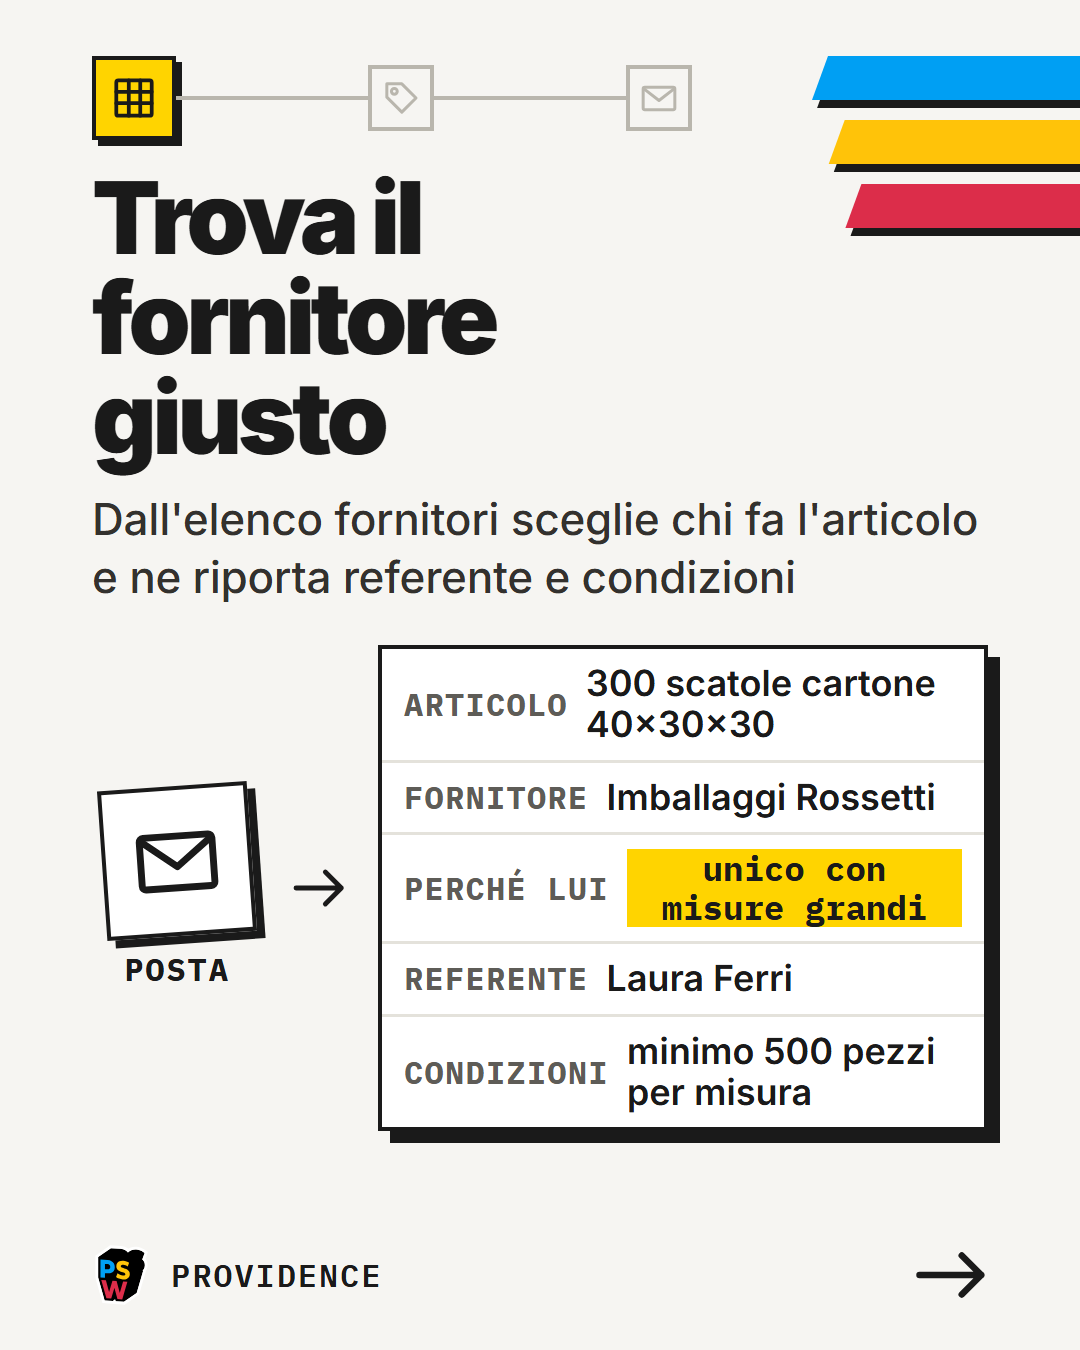 Trova il
fornitore
giusto
Dall'elenco fornitori sceglie chi fa l'articolo
e ne riporta referente e condizioni
ARTICOLO 300 scatole cartone
40×30×30
FORNITORE Imballaggi Rossetti
PERCHÉ LUI unico con
misure grandi
REFERENTE Laura Ferri
CONDIZIONI minimo 500 pezzi
per misura
POSTA
PSW PROVIDENCE